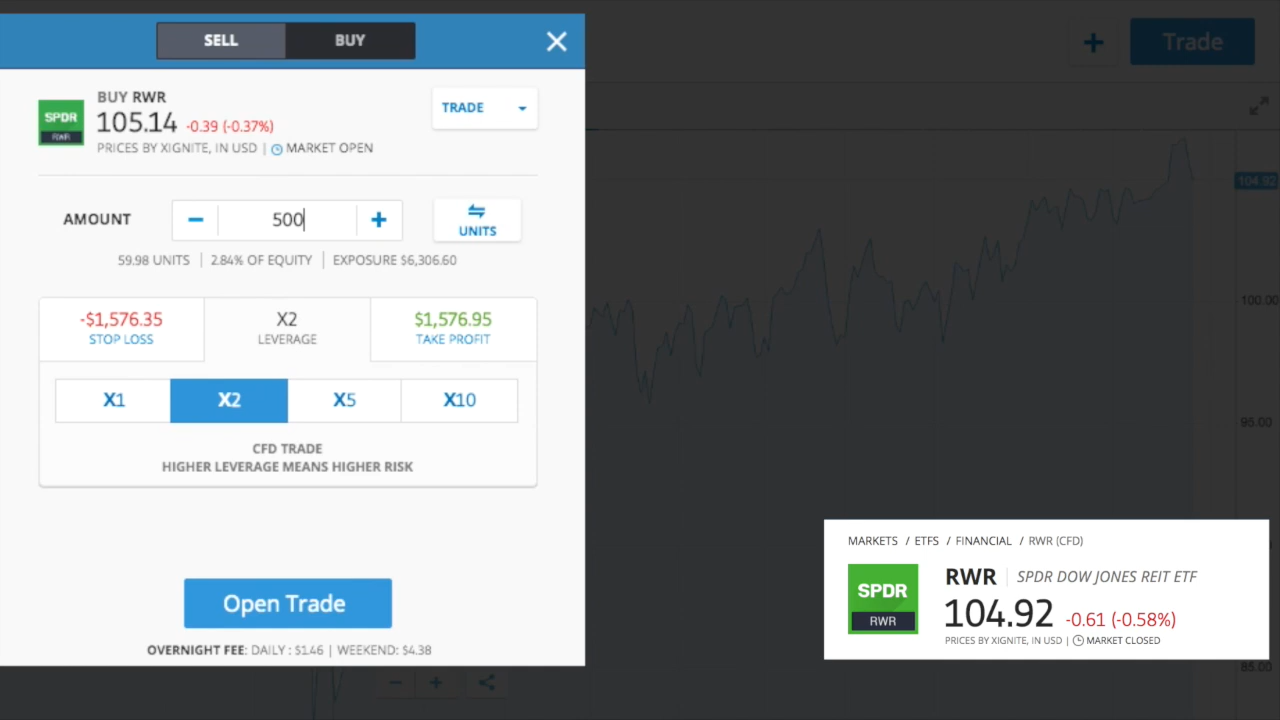 SELL
BUY
Trade
SPDR
RWR
BUY RWR
105.14 -0.39 (-0.37%)
PRICES BY XIGNITE, IN USD | MARKET OPEN
TRADE
104.92
AMOUNT
− 500 +
UNITS
59.98 UNITS | 2.84% OF EQUITY | EXPOSURE $6,306.60
-$1,576.35
STOP LOSS
X2
LEVERAGE
$1,576.95
TAKE PROFIT
100.00
X1 X2 X5 X10
CFD TRADE
HIGHER LEVERAGE MEANS HIGHER RISK
95.00
Open Trade
OVERNIGHT FEE: DAILY : $1.46 | WEEKEND: $4.38
MARKETS / ETFS / FINANCIAL / RWR (CFD)
SPDR
RWR
RWR | SPDR DOW JONES REIT ETF
104.92 -0.61 (-0.58%)
PRICES BY XIGNITE, IN USD | MARKET CLOSED
85.00